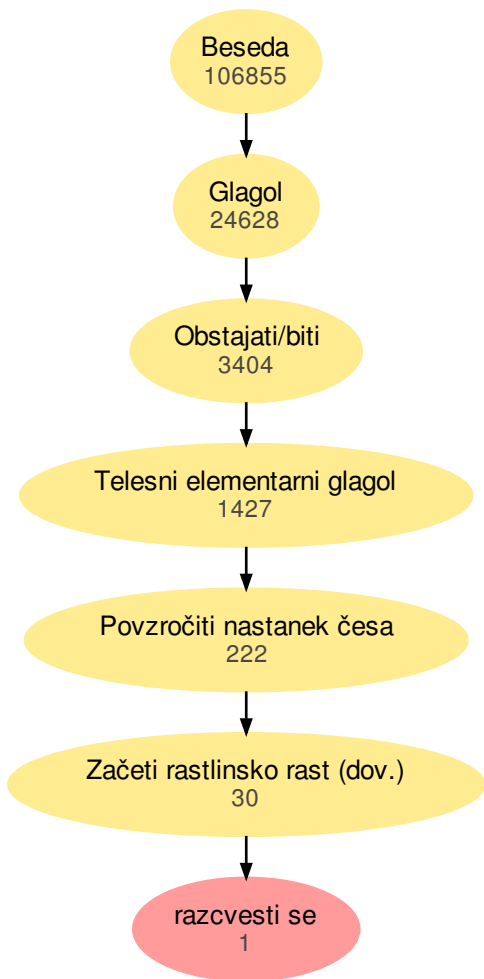 Beseda
106855
Glagol
24628
Obstajati/biti
3404
Telesni elementarni glagol
1427
Povzročiti nastanek česa
222
Začeti rastlinsko rast (dov.)
30
razcvesti se
1